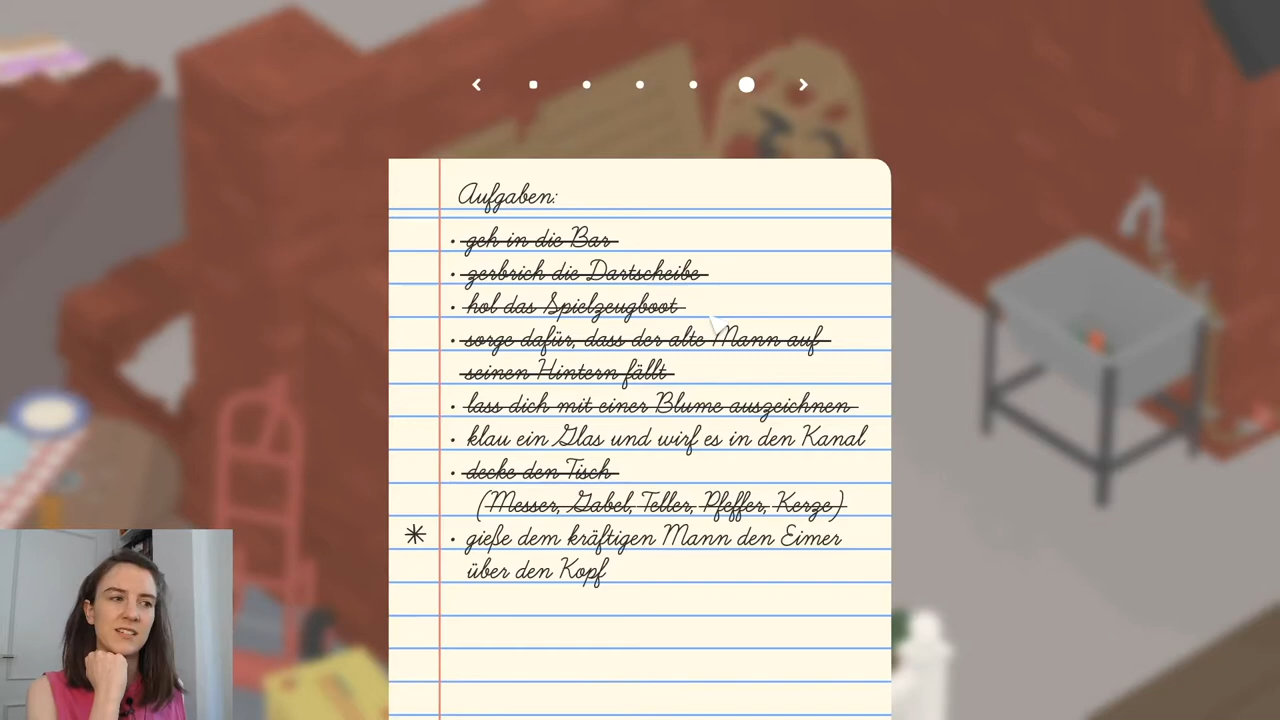 Aufgaben:
• geh in die Bar
• zerbrich die Dartscheibe
• hol das Spielzeugboot
• sorge dafür, dass der alte Mann auf
seinen Hintern fällt
• lass dich mit einer Blume auszeichnen
• klau ein Glas und wirf es in den Kanal
• decke den Tisch
(Messer, Gabel, Teller, Pfeffer, Kerze)
• gieße dem kräftigen Mann den Eimer
über den Kopf